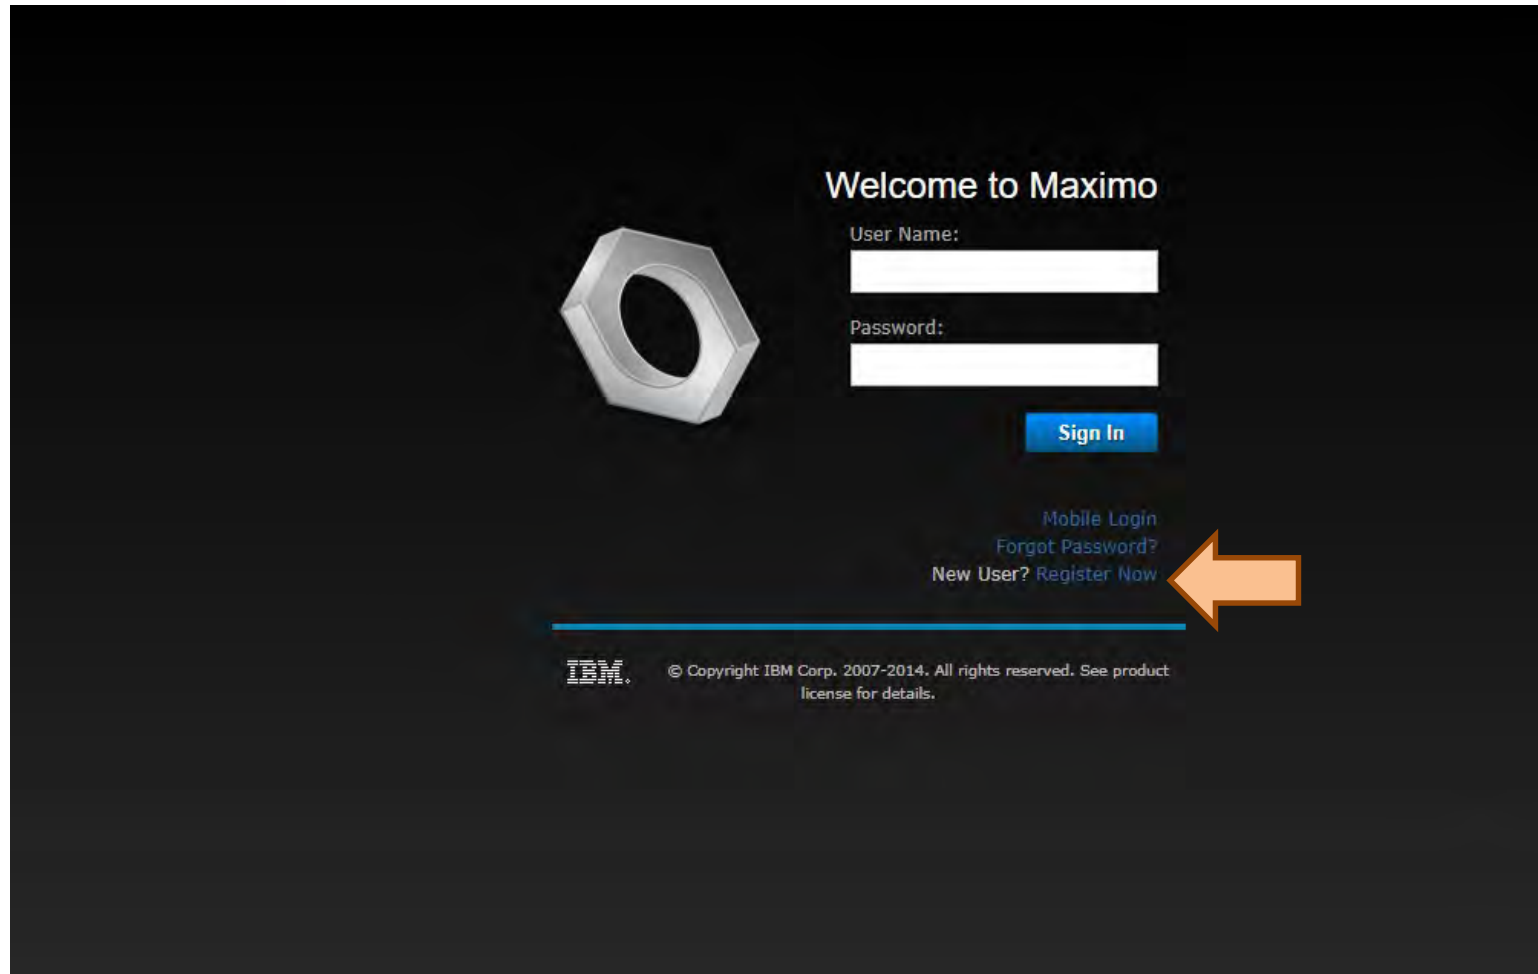 Welcome to Maximo
User Name:
Password:
Sign In
Mobile Login
Forgot Password?
New User? Register Now
IBM.
© Copyright IBM Corp. 2007-2014. All rights reserved. See product
license for details.